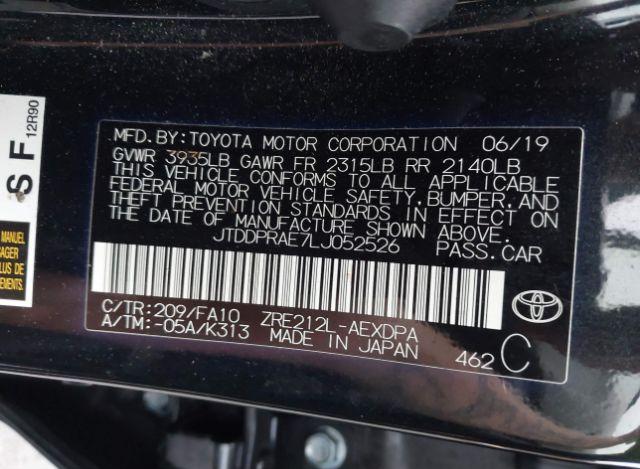 MFD.BY:TOYOTA MOTOR CORPORATION 06/19
GVWR 3935LB GAWR FR 2315LB RR 2140LB
THIS VEHICLE CONFORMS TO ALL APPLICABLE
FEDERAL MOTOR VEHICLE SAFETY,BUMPER,AND
THEFT PREVENTION STANDARDS IN EFFECT ON
THE DATE OF MANUFACTURE SHOWN ABOVE.
JTDDPRAE7LJ052526 PASS.CAR
C/TR:209/FA10 ZRE212L-AEXDPA
A/TM:-05A/K313 MADE IN JAPAN 462 C
S F
12R90
MANUEL